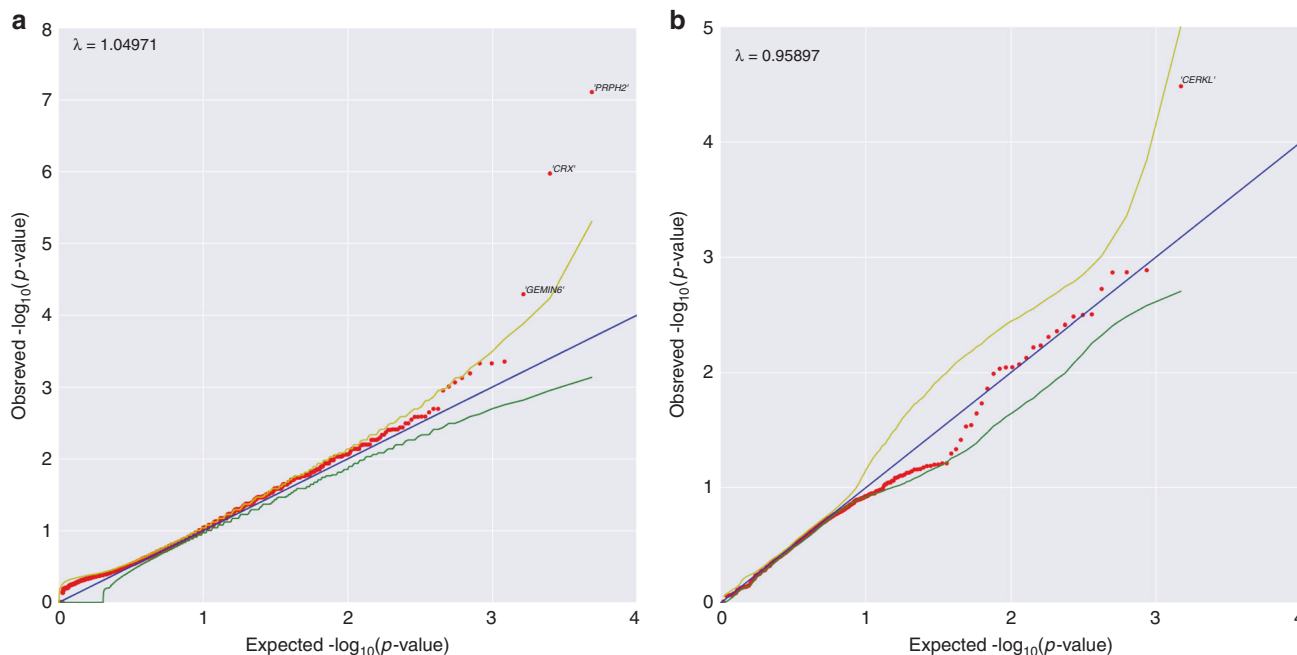 a
λ = 1.04971
8
7
6
5
4
3
2
1
0
0
1
2
3
4
'PRPH2'
'CRX'
'GEMIN6'
Obsreved -log10(p-value)
Expected -log10(p-value)
b
λ = 0.95897
5
4
3
2
1
0
0
1
2
3
4
'CERKL'
Obsreved -log10(p-value)
Expected -log10(p-value)